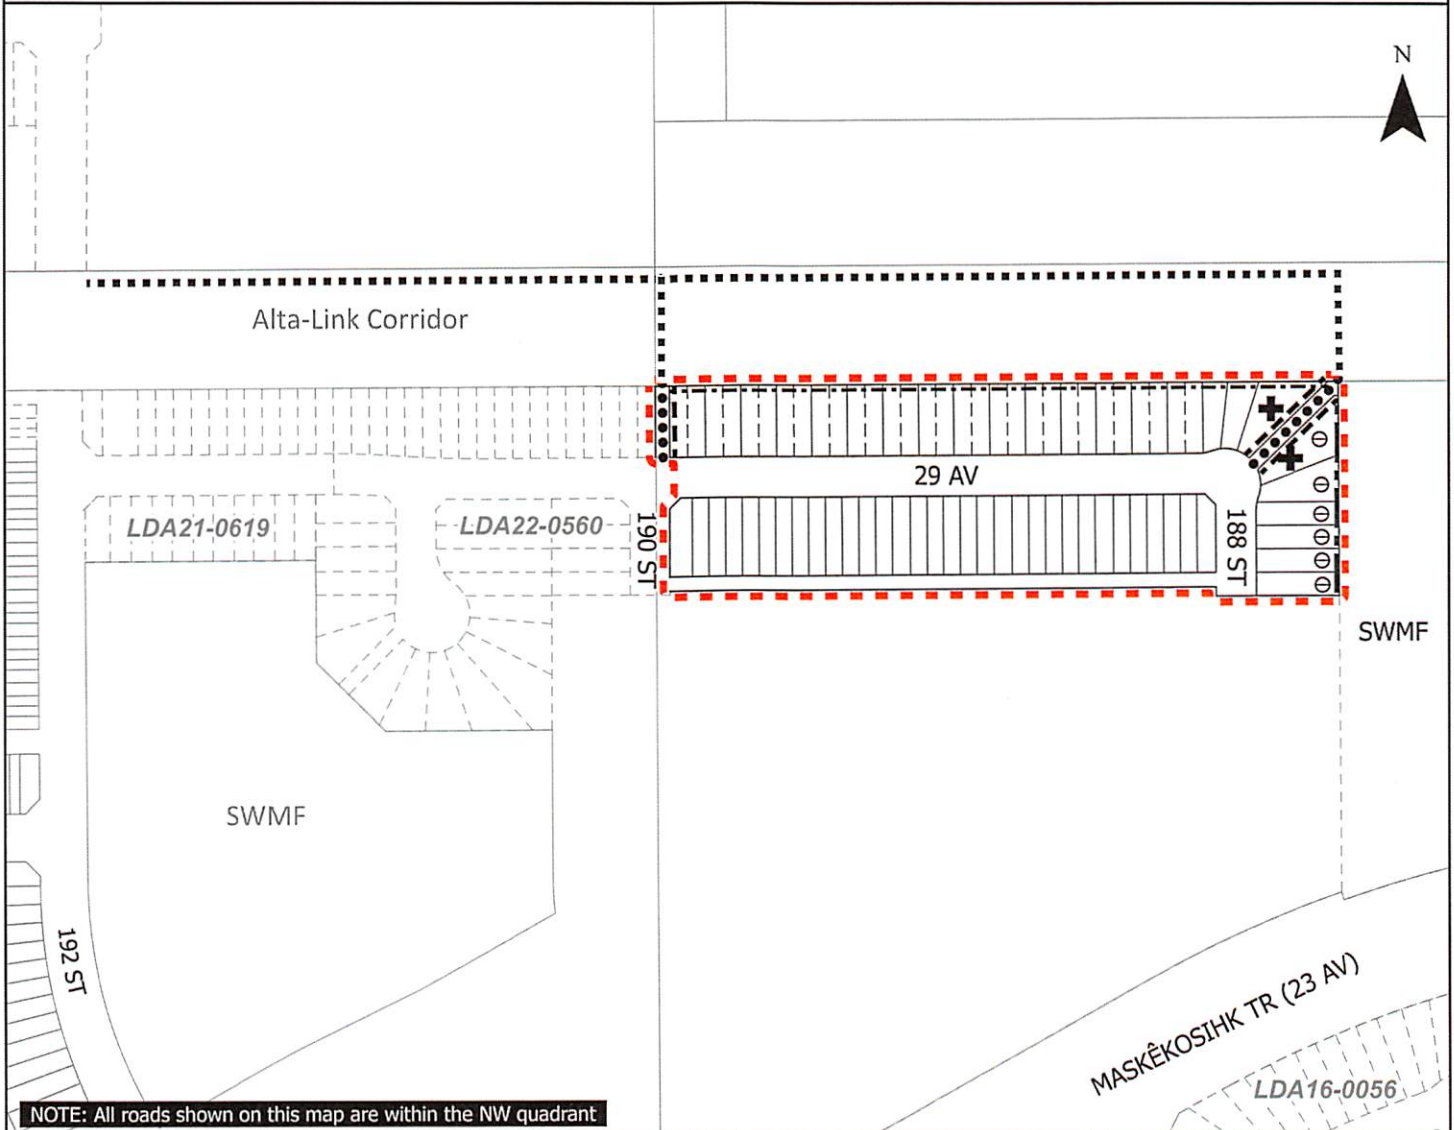 N
Alta-Link Corridor
29 AV
LDA21-0619
LDA22-0560
190 ST
188 ST
SWMF
SWMF
192 ST
MASKÊKOSIHK TR (23 AV)
LDA16-0056
NOTE: All roads shown on this map are within the NW quadrant